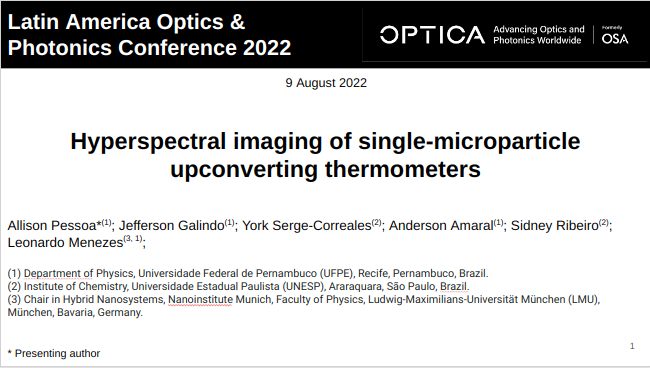 Latin America Optics &
Photonics Conference 2022
OPTICA
Advancing Optics and
Photonics Worldwide
Formerly
OSA
9 August 2022
Hyperspectral imaging of single-microparticle
upconverting thermometers
Allison Pessoa*(1); Jefferson Galindo(1); York Serge-Correales(2); Anderson Amaral(1); Sidney Ribeiro(2);
Leonardo Menezes(3, 1);
(1) Department of Physics, Universidade Federal de Pernambuco (UFPE), Recife, Pernambuco, Brazil.
(2) Institute of Chemistry, Universidade Estadual Paulista (UNESP), Araraquara, São Paulo, Brazil.
(3) Chair in Hybrid Nanosystems, Nanoinstitute Munich, Faculty of Physics, Ludwig-Maximilians-Universität München (LMU),
München, Bavaria, Germany.
1
* Presenting author